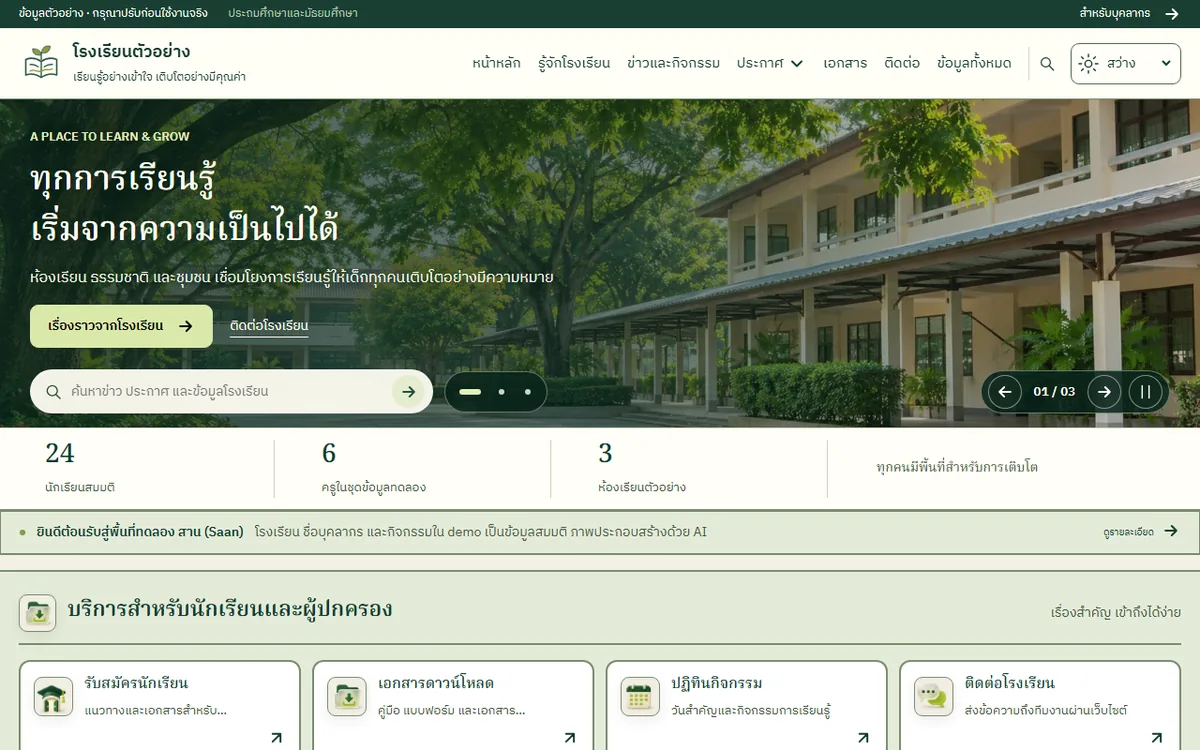 ข้อมูลตัวอย่าง · กรุณาปรับก่อนใช้งานจริง
ประถมศึกษาและมัธยมศึกษา
สำหรับบุคลากร
โรงเรียนตัวอย่าง
เรียนรู้อย่างเข้าใจ เติบโตอย่างมีคุณค่า
หน้าหลัก รู้จักโรงเรียน ข่าวและกิจกรรม ประกาศ เอกสาร ติดต่อ ข้อมูลทั้งหมด สว่าง
A PLACE TO LEARN & GROW
ทุกการเรียนรู้
เริ่มจากความเป็นไปได้
ห้องเรียน ธรรมชาติ และชุมชน เชื่อมโยงการเรียนรู้ให้เด็กทุกคนเติบโตอย่างมีความหมาย
เรื่องราวจากโรงเรียน
ติดต่อโรงเรียน
ค้นหาข่าว ประกาศ และข้อมูลโรงเรียน
01 / 03
24
นักเรียนสมมติ
6
ครูในชุดข้อมูลทดลอง
3
ห้องเรียนตัวอย่าง
ทุกคนมีพื้นที่สำหรับการเติบโต
ยินดีต้อนรับสู่พื้นที่ทดลอง สาน (Saan) โรงเรียน ชื่อบุคลากร และกิจกรรมใน demo เป็นข้อมูลสมมติ ภาพประกอบสร้างด้วย AI
ดูรายละเอียด
บริการสำหรับนักเรียนและผู้ปกครอง
เรื่องสำคัญ เข้าถึงได้ง่าย
รับสมัครนักเรียน
แนวทางและเอกสารสำหรับ...
เอกสารดาวน์โหลด
คู่มือ แบบฟอร์ม และเอกสาร...
ปฏิทินกิจกรรม
วันสำคัญและกิจกรรมการเรียนรู้
ติดต่อโรงเรียน
ส่งข้อความถึงทีมงานผ่านเว็บไซต์